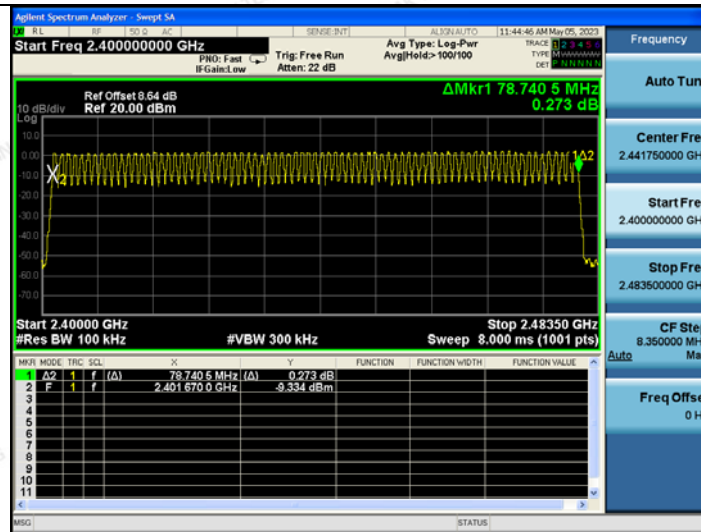 Agilent Spectrum Analyzer - Swept SA
RL RF 50 Ω AC SENSE:INT ALIGN AUTO 11:44:46 AM May 05, 2023
Start Freq 2.400000000 GHz
PNO: Fast
IFGain:Low
Trig: Free Run
Atten: 22 dB
Avg Type: Log-Pwr
Avg|Hold:>100/100
TRACE 1 2 3 4 5 6
TYPE MWWWWW
DET P N N N N N
Ref Offset 8.64 dB
Ref 20.00 dBm
10 dB/div
Log
ΔMkr1 78.740 5 MHz
0.273 dB
10.0
0.00
-10.0
-20.0
-30.0
-40.0
-50.0
-60.0
-70.0
X2
1Δ2
Start 2.40000 GHz
Stop 2.48350 GHz
#Res BW 100 kHz
#VBW 300 kHz
Sweep 8.000 ms (1001 pts)
MKR MODE TRC SCL X Y FUNCTION FUNCTION WIDTH FUNCTION VALUE
1 Δ2 1 f (Δ) 78.740 5 MHz (Δ) 0.273 dB
2 F 1 f 2.401 670 0 GHz -9.334 dBm
3
4
5
6
7
8
9
10
11
MSG
STATUS
Frequency
Auto Tun
Center Fre
2.441750000 GH
Start Fre
2.400000000 GH
Stop Fre
2.483500000 GH
CF Ste
8.350000 MH
Auto Ma
Freq Offse
0 H